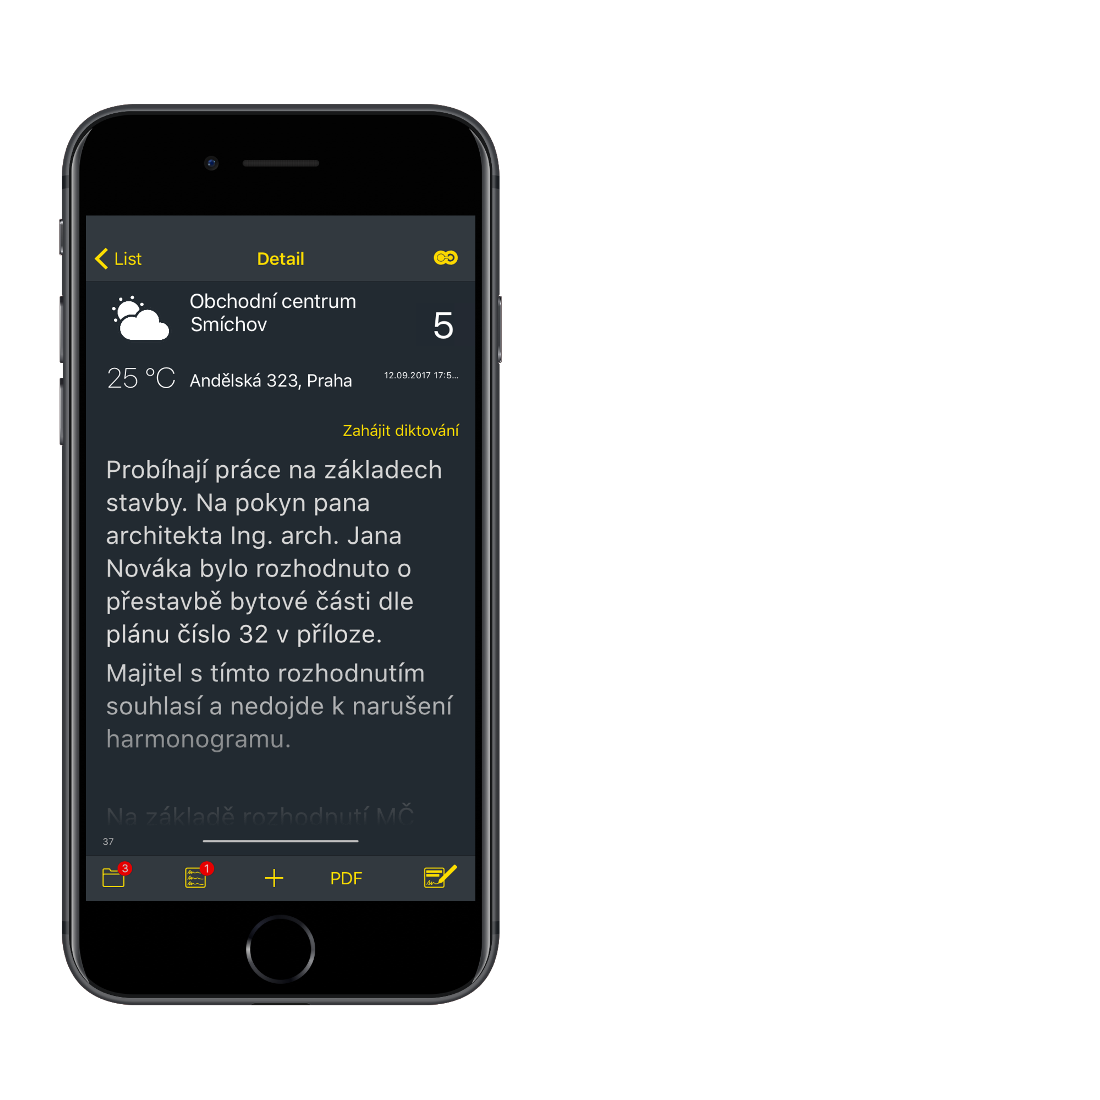 List
Detail
Obchodní centrum
Smíchov
5
25 °C
Andělská 323, Praha
12.09.2017 17:5...
Zahájit diktování
Probíhají práce na základech
stavby. Na pokyn pana
architekta Ing. arch. Jana
Nováka bylo rozhodnuto o
přestavbě bytové části dle
plánu číslo 32 v příloze.
Majitel s tímto rozhodnutím
souhlasí a nedojde k narušení
harmonogramu.
Na základě rozhodnutí MČ
37
3
1
PDF